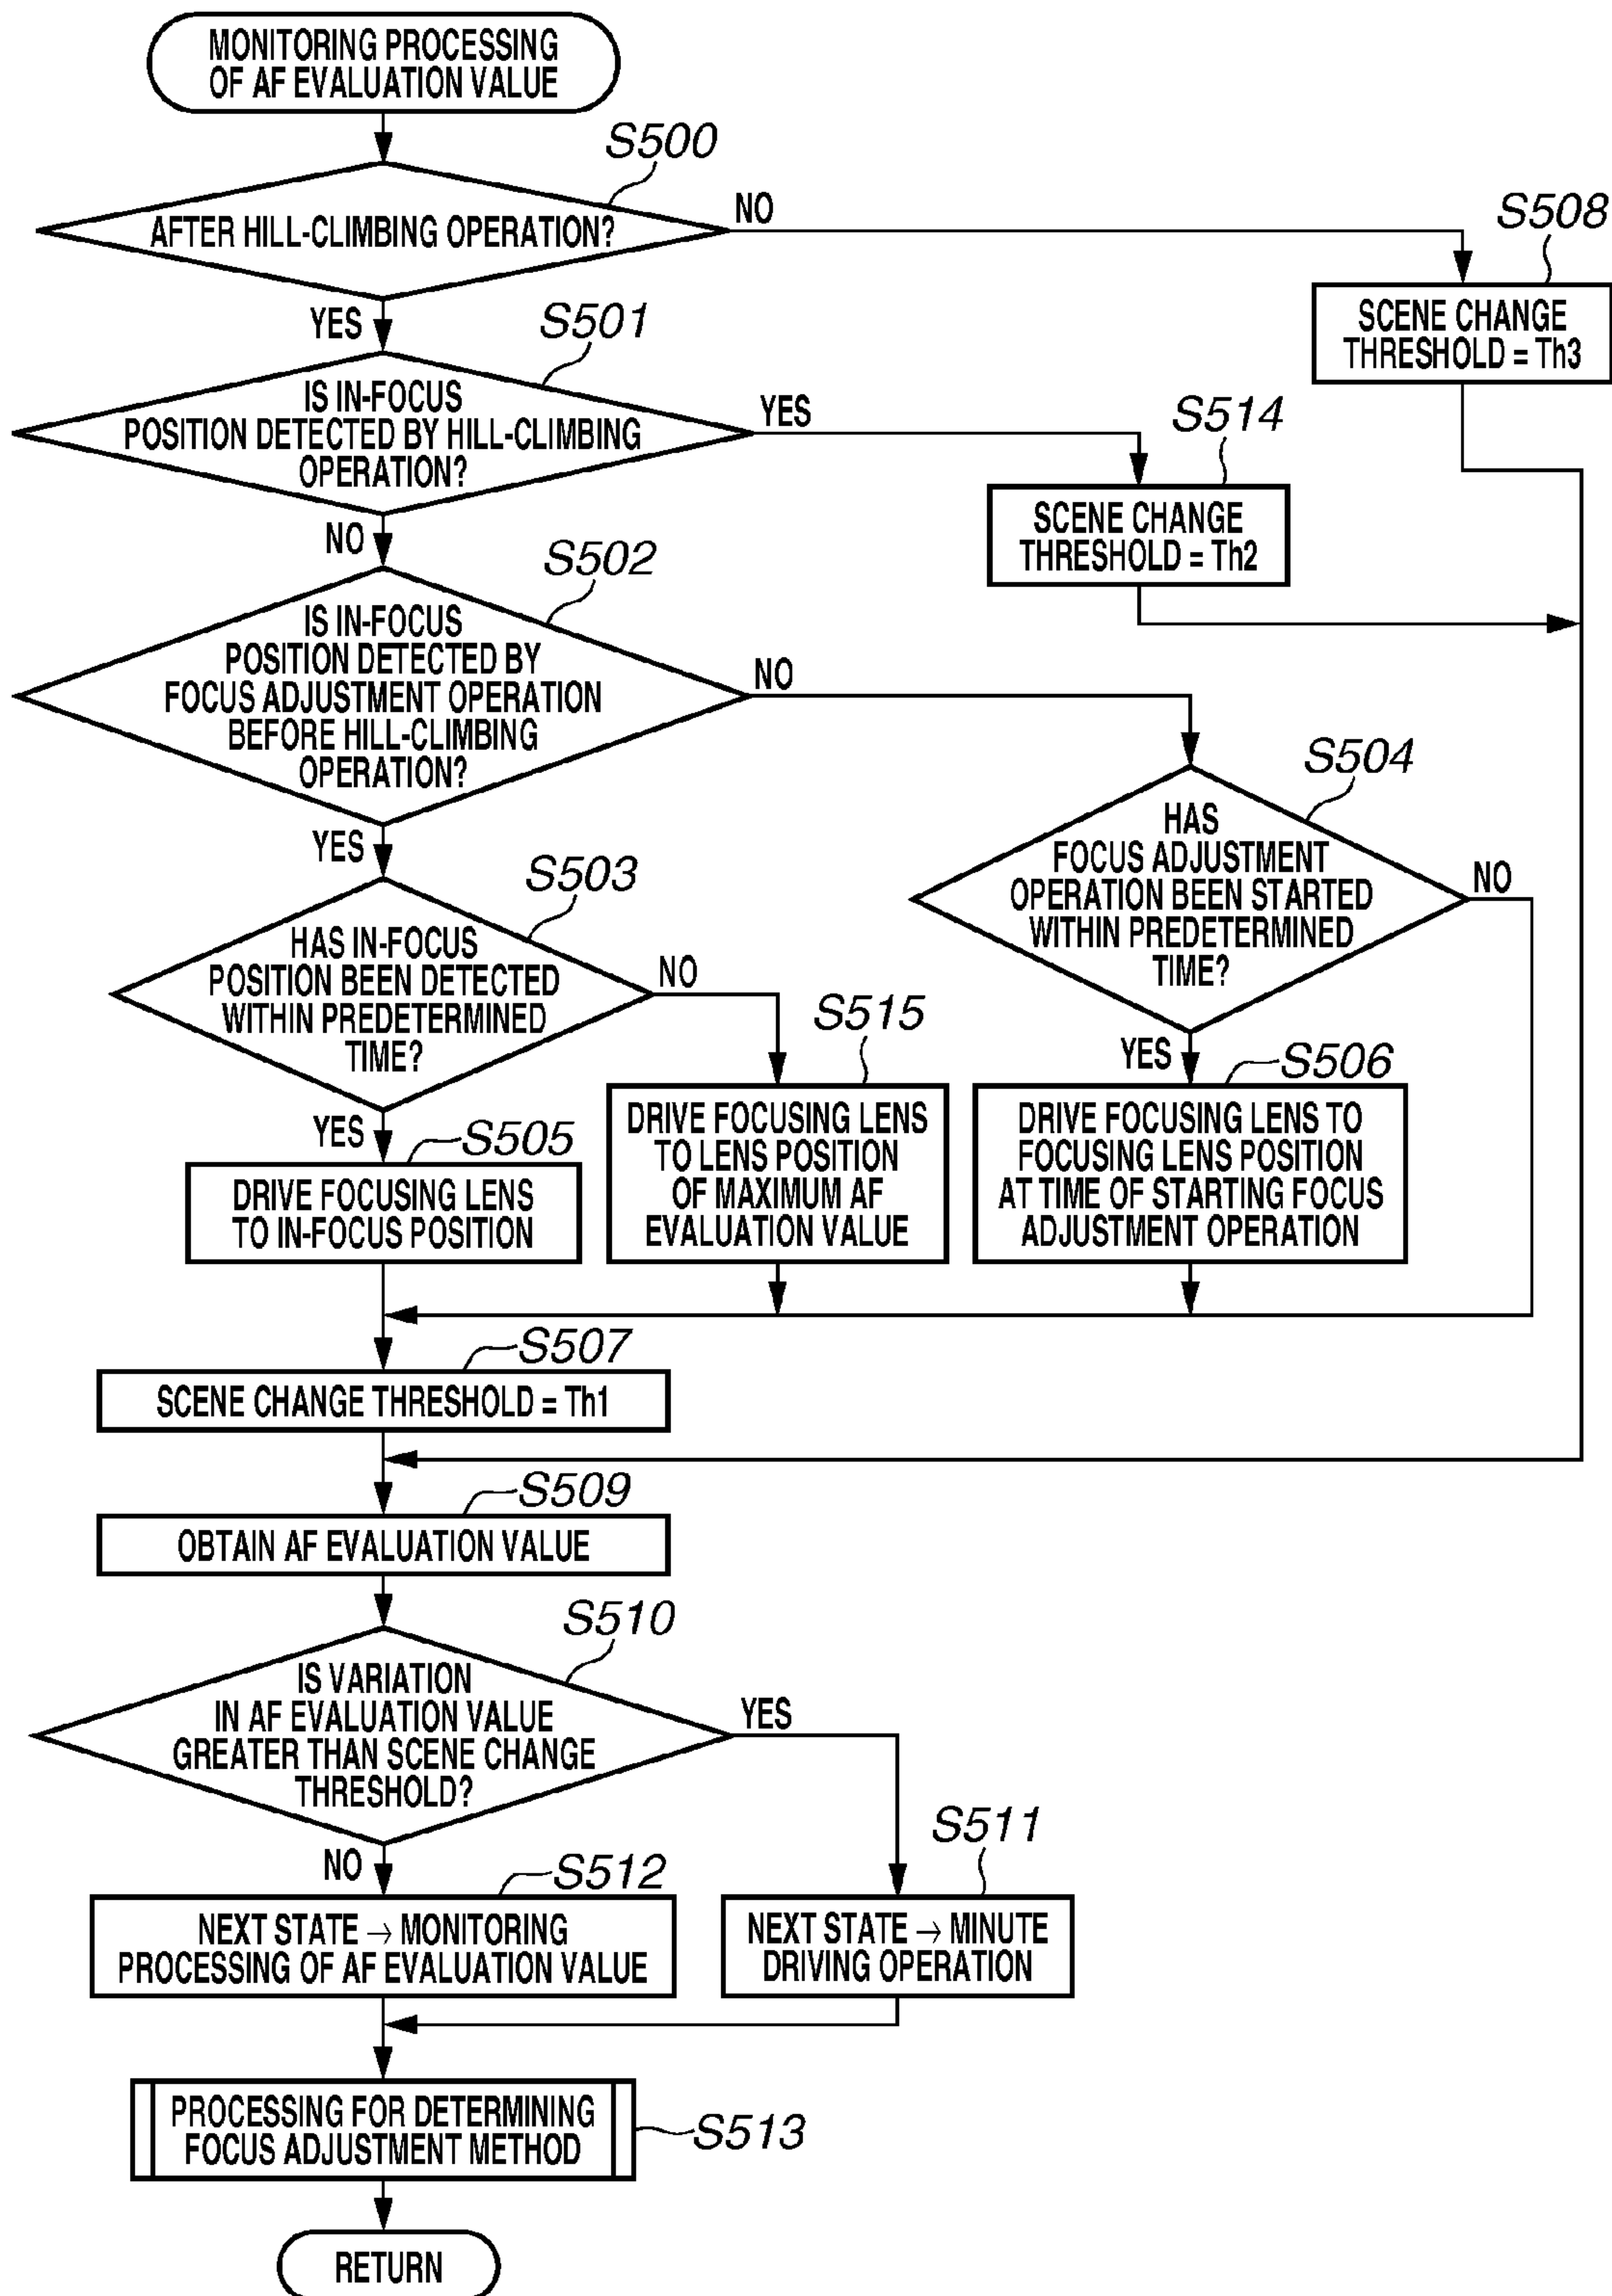 MONITORING PROCESSING
OF AF EVALUATION VALUE
S500
AFTER HILL-CLIMBING OPERATION?
NO
S508
SCENE CHANGE
THRESHOLD = Th3
YES
S501
IS IN-FOCUS
POSITION DETECTED BY HILL-CLIMBING
OPERATION?
YES
S514
SCENE CHANGE
THRESHOLD = Th2
NO
S502
IS IN-FOCUS
POSITION DETECTED BY
FOCUS ADJUSTMENT OPERATION
BEFORE HILL-CLIMBING
OPERATION?
NO
S504
HAS
FOCUS ADJUSTMENT
OPERATION BEEN STARTED
WITHIN PREDETERMINED
TIME?
NO
YES
S503
HAS IN-FOCUS
POSITION BEEN DETECTED
WITHIN PREDETERMINED
TIME?
NO
S515
DRIVE FOCUSING LENS
TO LENS POSITION
OF MAXIMUM AF
EVALUATION VALUE
YES
S506
DRIVE FOCUSING LENS TO
FOCUSING LENS POSITION
AT TIME OF STARTING FOCUS
ADJUSTMENT OPERATION
YES
S505
DRIVE FOCUSING LENS
TO IN-FOCUS POSITION
S507
SCENE CHANGE THRESHOLD = Th1
S509
OBTAIN AF EVALUATION VALUE
S510
IS VARIATION
IN AF EVALUATION VALUE
GREATER THAN SCENE CHANGE
THRESHOLD?
YES
S511
NEXT STATE → MINUTE
DRIVING OPERATION
NO
S512
NEXT STATE → MONITORING
PROCESSING OF AF EVALUATION VALUE
PROCESSING FOR DETERMINING
FOCUS ADJUSTMENT METHOD
S513
RETURN